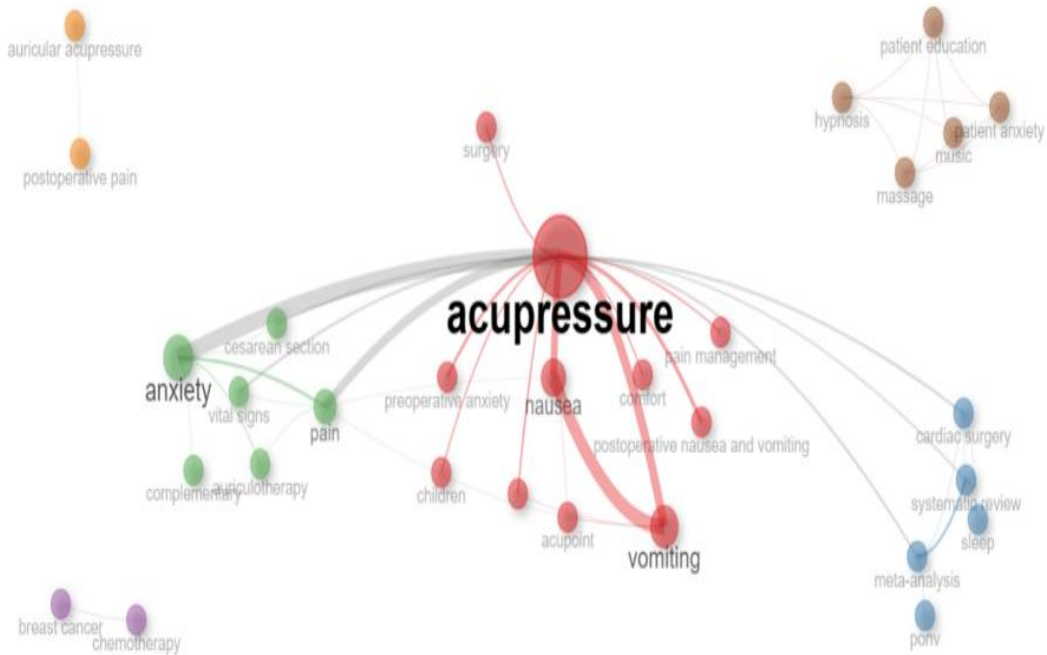 auricular acupressure
patient education
hypnosis
patient anxiety
music
surgery
postoperative pain
massage
acupressure
cesarean section
pain management
anxiety
preoperative anxiety
nausea
comfort
vital signs
pain
postoperative nausea and vomiting
cardiac surgery
complementary
auriculotherapy
children
systematic review
acupoint
sleep
vomiting
meta-analysis
breast cancer
chemotherapy
ponv